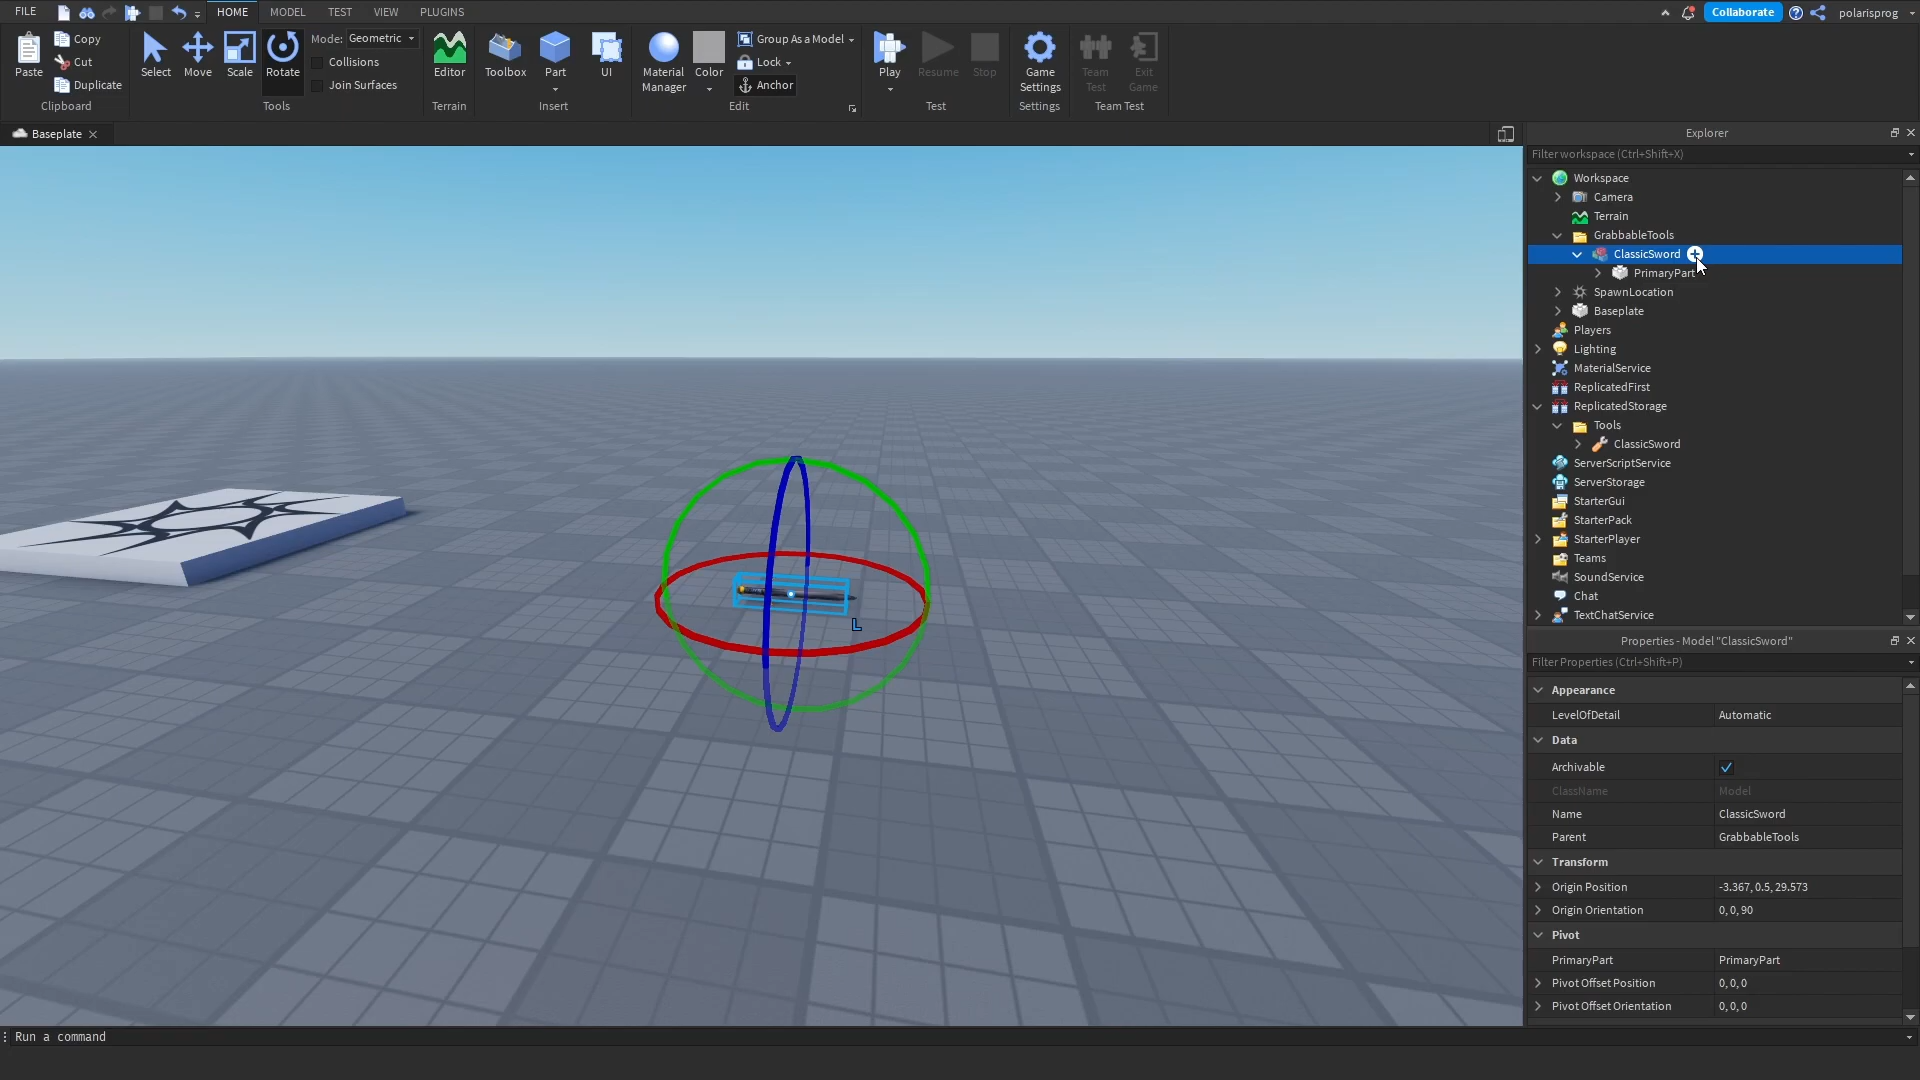 FILE HOME MODEL TEST VIEW PLUGINS Collaborate polarisprog
Paste Copy Cut Duplicate Clipboard
Select Move Scale Rotate Mode: Geometric Collisions Join Surfaces Tools
Editor Terrain
Toolbox Part UI Insert
Material Manager Color Group As a Model Lock Anchor Edit
Play Resume Stop Test
Game Settings Settings
Team Test Exit Game Team Test
Baseplate
Explorer
Filter workspace (Ctrl+Shift+X)
Workspace
Camera
Terrain
GrabbableTools
ClassicSword
PrimaryPart
SpawnLocation
Baseplate
Players
Lighting
MaterialService
ReplicatedFirst
ReplicatedStorage
Tools
ClassicSword
ServerScriptService
ServerStorage
StarterGui
StarterPack
StarterPlayer
Teams
SoundService
Chat
TextChatService
L
Properties - Model "ClassicSword"
Filter Properties (Ctrl+Shift+P)
Appearance
LevelOfDetail Automatic
Data
Archivable
ClassName Model
Name ClassicSword
Parent GrabbableTools
Transform
Origin Position -3.367, 0.5, 29.573
Origin Orientation 0, 0, 90
Pivot
PrimaryPart PrimaryPart
Pivot Offset Position 0, 0, 0
Pivot Offset Orientation 0, 0, 0
Run a command